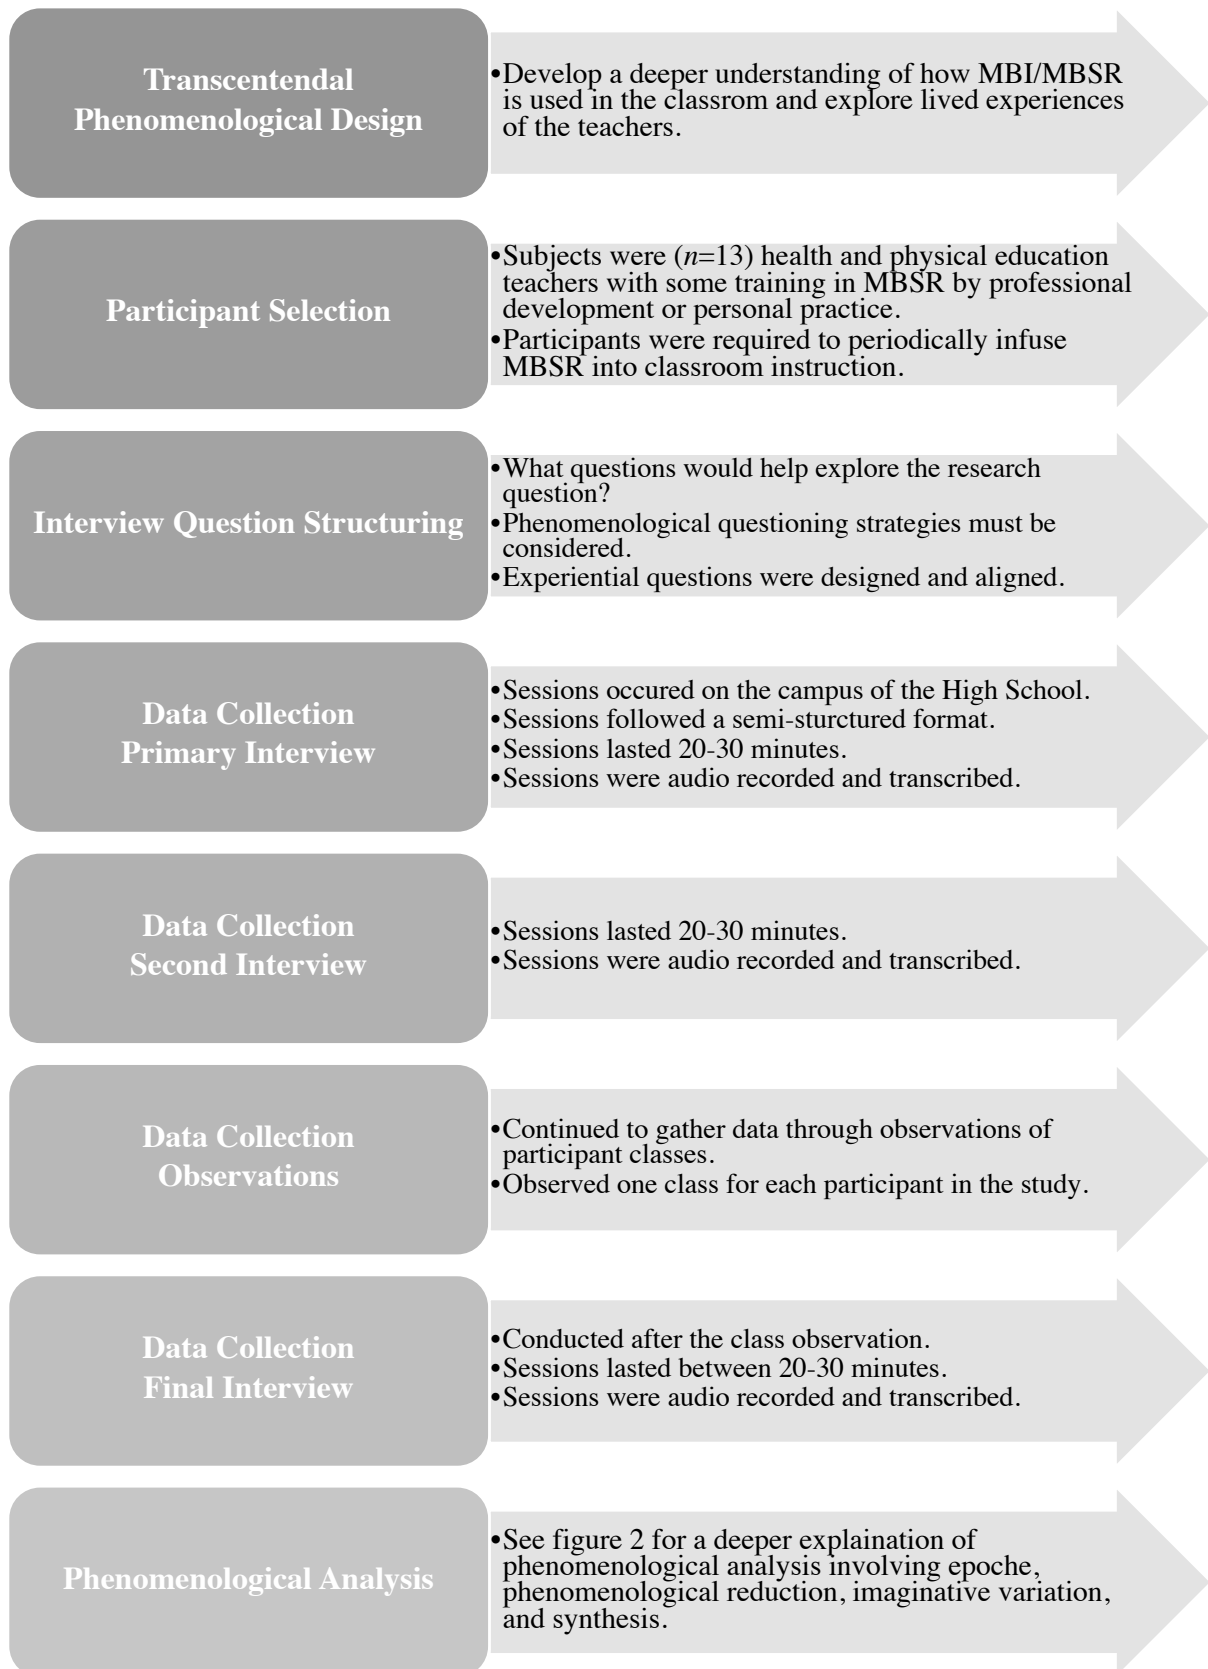 Transcentendal
Phenomenological Design
•Develop a deeper understanding of how MBI/MBSR
is used in the classrom and explore lived experiences
of the teachers.
Participant Selection
•Subjects were (n=13) health and physical education
teachers with some training in MBSR by professional
development or personal practice.
•Participants were required to periodically infuse
MBSR into classroom instruction.
Interview Question Structuring
•What questions would help explore the research
question?
•Phenomenological questioning strategies must be
considered.
•Experiential questions were designed and aligned.
Data Collection
Primary Interview
•Sessions occured on the campus of the High School.
•Sessions followed a semi-sturctured format.
•Sessions lasted 20-30 minutes.
•Sessions were audio recorded and transcribed.
Data Collection
Second Interview
•Sessions lasted 20-30 minutes.
•Sessions were audio recorded and transcribed.
Data Collection
Observations
•Continued to gather data through observations of
participant classes.
•Observed one class for each participant in the study.
Data Collection
Final Interview
•Conducted after the class observation.
•Sessions lasted between 20-30 minutes.
•Sessions were audio recorded and transcribed.
Phenomenological Analysis
•See figure 2 for a deeper explaination of
phenomenological analysis involving epoche,
phenomenological reduction, imaginative variation,
and synthesis.